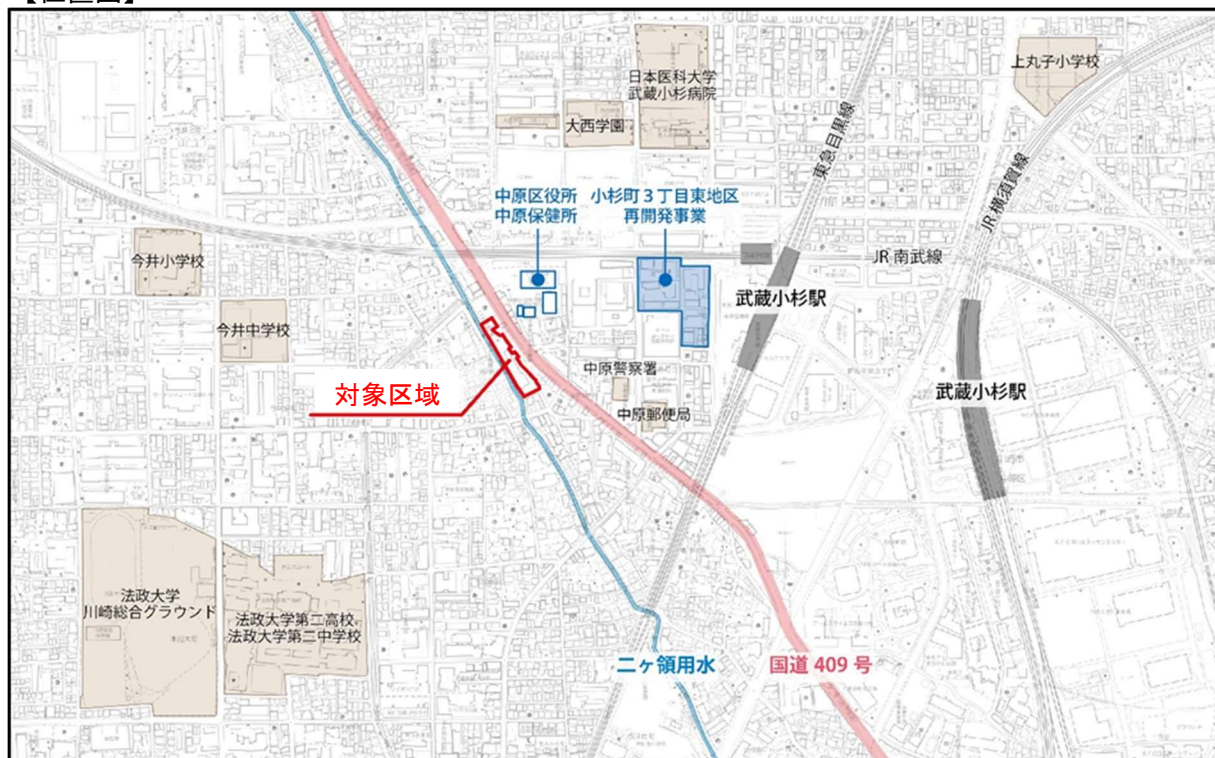 【位置図】
上丸子小学校
日本医科大学
武蔵小杉病院
大西学園
東急目黒線
JR 横須賀線
中原区役所
中原保健所
小杉町3丁目東地区
再開発事業
JR 南武線
今井小学校
武蔵小杉駅
今井中学校
中原警察署
対象区域
武蔵小杉駅
中原郵便局
法政大学
川崎総合グラウンド
法政大学第二高校
法政大学第二中学校
二ヶ領用水
国道 409 号